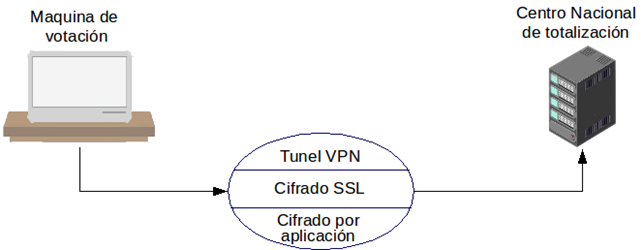 Maquina de
votación
Centro Nacional
de totalización
Tunel VPN
Cifrado SSL
Cifrado por
aplicación